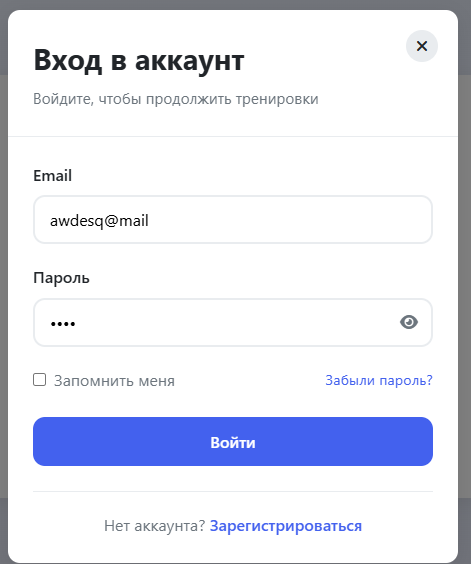 Вход в аккаунт
Войдите, чтобы продолжить тренировки
Email
awdesq@mail
Пароль
••••
Запомнить меня
Забыли пароль?
Войти
Нет аккаунта? Зарегистрироваться